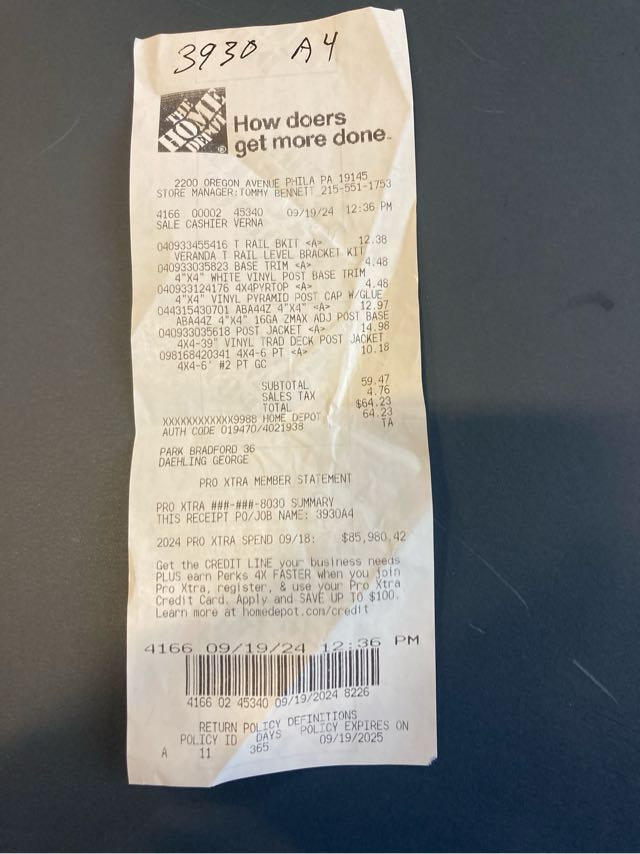 3930 A4
THE HOME DEPOT
How doers
get more done.
2200 OREGON AVENUE PHILA PA 19145
STORE MANAGER:TOMMY BENNETT 215-551-1753
4166 00002 45340 09/19/24 12:36 PM
SALE CASHIER VERNA
040933455416 T RAIL BKIT <A> 12.38
VERANDA T RAIL LEVEL BRACKET KIT
040933035823 BASE TRIM <A> 4.48
4"X4" WHITE VINYL POST BASE TRIM
040933124176 4X4PYRTOP <A> 4.48
4"X4" VINYL PYRAMID POST CAP W/GLUE
044315430701 ABA44Z 4"X4" <A> 12.97
ABA44Z 4"X4" 16GA ZMAX ADJ POST BASE
040933035618 POST JACKET <A> 14.98
4X4-39" VINYL TRAD DECK POST JACKET
098168420341 4X4-6 PT <A> 10.18
4X4-6' #2 PT GC
SUBTOTAL 59.47
SALES TAX 4.76
TOTAL $64.23
XXXXXXXXXXXX9988 HOME DEPOT 64.23
AUTH CODE 019470/4021938 TA
PARK BRADFORD 36
DAEHLING GEORGE
PRO XTRA MEMBER STATEMENT
PRO XTRA ###-###-8030 SUMMARY
THIS RECEIPT PO/JOB NAME: 3930A4
2024 PRO XTRA SPEND 09/18: $85,980.42
Get the CREDIT LINE your business needs
PLUS earn Perks 4X FASTER when you join
Pro Xtra, register, & use your Pro Xtra
Credit Card. Apply and SAVE UP TO $100.
Learn more at homedepot.com/credit
4166 09/19/24 12:36 PM
4166 02 45340 09/19/2024 8226
RETURN POLICY DEFINITIONS
POLICY ID DAYS POLICY EXPIRES ON
A 11 365 09/19/2025